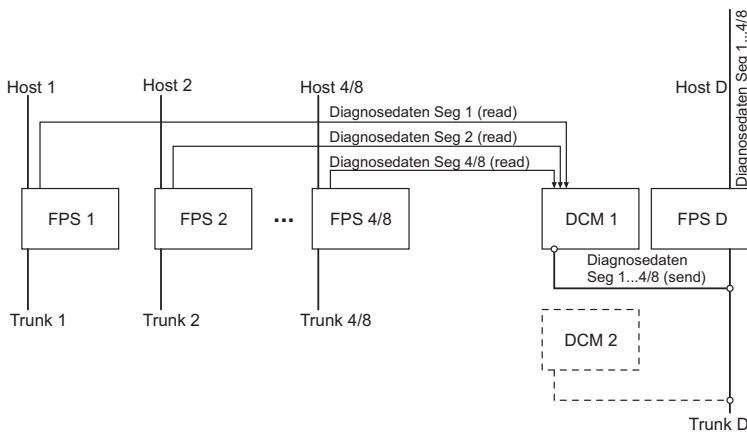 Diagnosedaten Seg 1...4/8
Host 1
Host 2
Host 4/8
Host D
Diagnosedaten Seg 1 (read)
Diagnosedaten Seg 2 (read)
Diagnosedaten Seg 4/8 (read)
FPS 1
FPS 2
...
FPS 4/8
DCM 1
FPS D
Diagnosedaten
Seg 1...4/8 (send)
Trunk 1
Trunk 2
Trunk 4/8
DCM 2
Trunk D